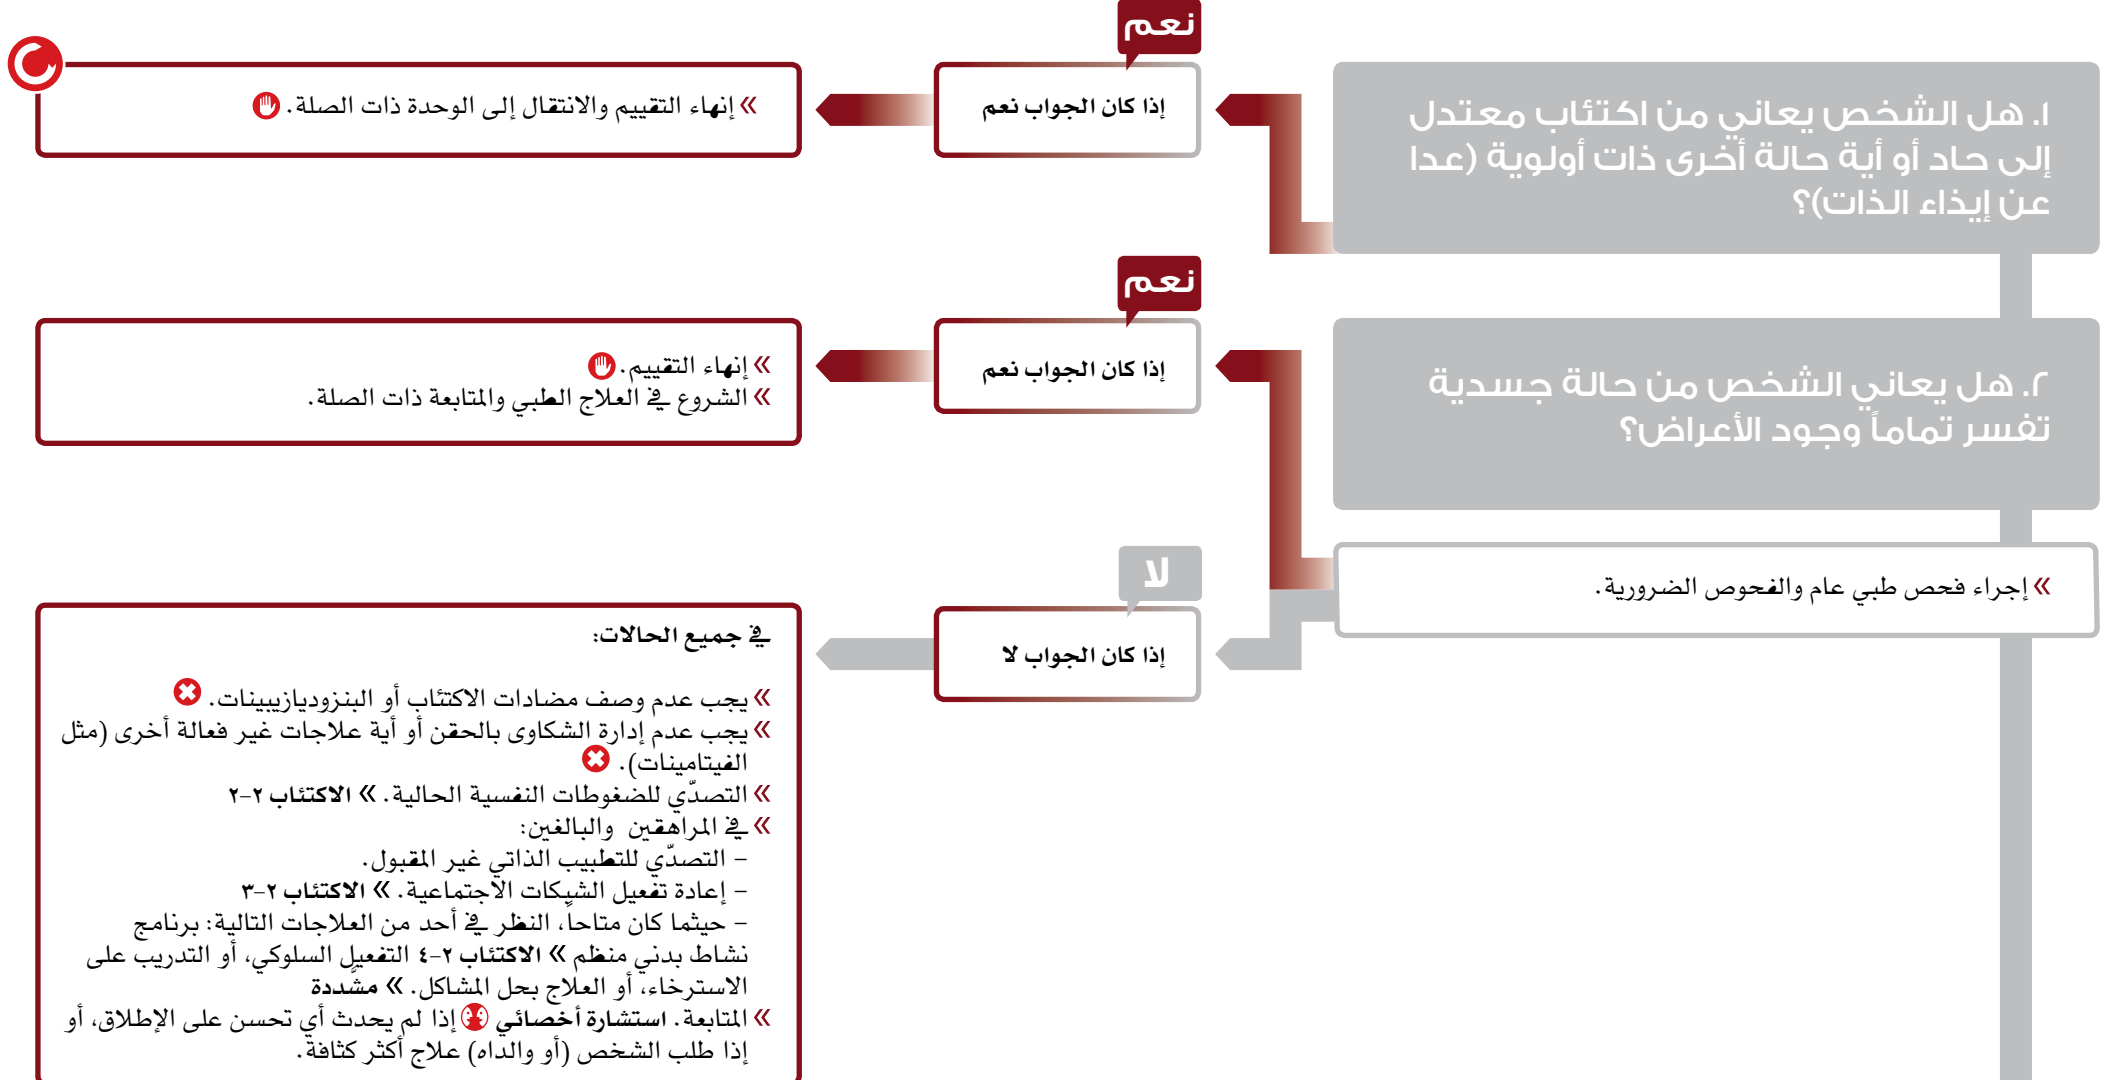 ١. هل الشخص يعاني من اكتئاب معتدل
إلى حاد أو أية حالة أخرى ذات أولوية (عدا
عن إيذاء الذات)؟
نعم
إذا كان الجواب نعم
» إنهاء التقييم والانتقال إلى الوحدة ذات الصلة.
٢. هل يعاني الشخص من حالة جسدية
تفسر تماماً وجود الأعراض؟
» إجراء فحص طبي عام والفحوص الضرورية.
نعم
إذا كان الجواب نعم
» إنهاء التقييم.
» الشروع في العلاج الطبي والمتابعة ذات الصلة.
لا
إذا كان الجواب لا
في جميع الحالات:
» يجب عدم وصف مضادات الاكتئاب أو البنزوديازيبينات.
» يجب عدم إدارة الشكاوى بالحقن أو أية علاجات غير فعالة أخرى (مثل
الفيتامينات).
» التصدّي للضغوطات النفسية الحالية. » الاكتئاب ٢-٢
» في المراهقين والبالغين:
– التصدّي للتطبيب الذاتي غير المقبول.
– إعادة تفعيل الشبكات الاجتماعية. » الاكتئاب ٢-٣
– حيثما كان متاحاً، النظر في أحد من العلاجات التالية: برنامج
نشاط بدني منظم » الاكتئاب ٢-٤ التفعيل السلوكي، أو التدريب على
الاسترخاء، أو العلاج بحل المشاكل. » مشّددة
» المتابعة. استشارة أخصائي إذا لم يحدث أي تحسن على الإطلاق، أو
إذا طلب الشخص (أو والداه) علاج أكثر كثافة.